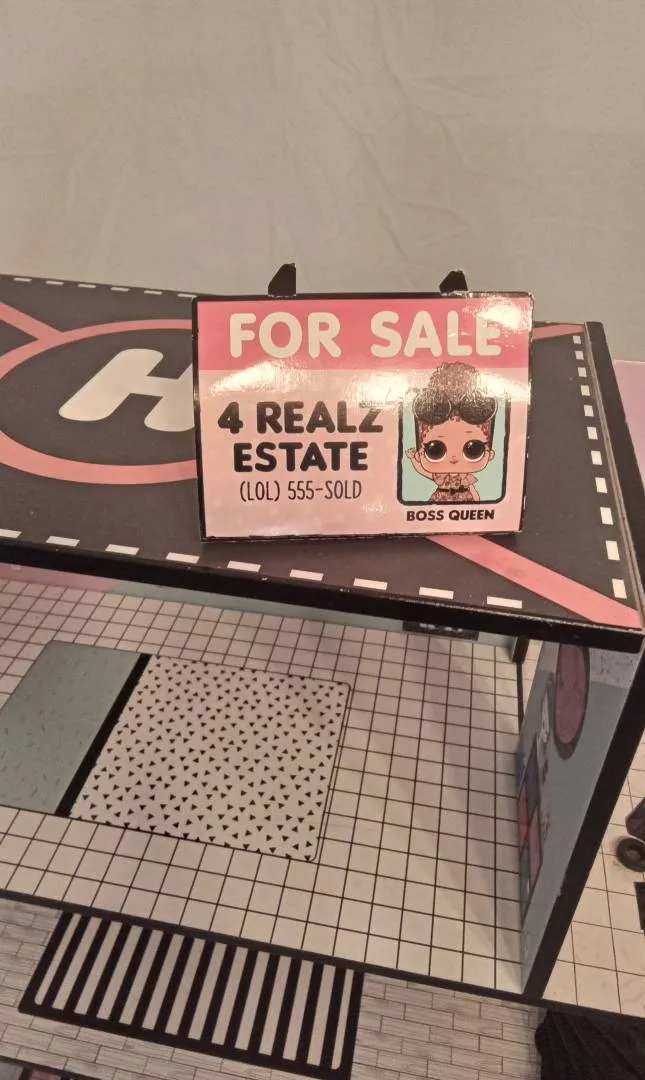 FOR SALE
4 REALZ
ESTATE
(LOL) 555-SOLD
BOSS QUEEN
H